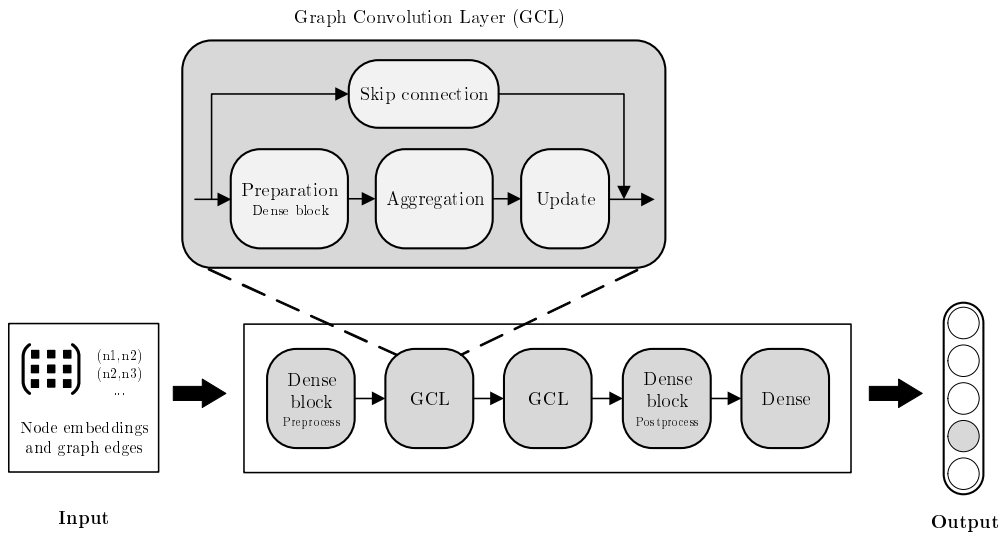 Graph Convolution Layer (GCL)
Skip connection
Preparation
Dense block
Aggregation
Update
(n1,n2)
(n2,n3)
...
Node embeddings
and graph edges
Input
Dense
block
Preprocess
GCL
GCL
Dense
block
Postprocess
Dense
Output